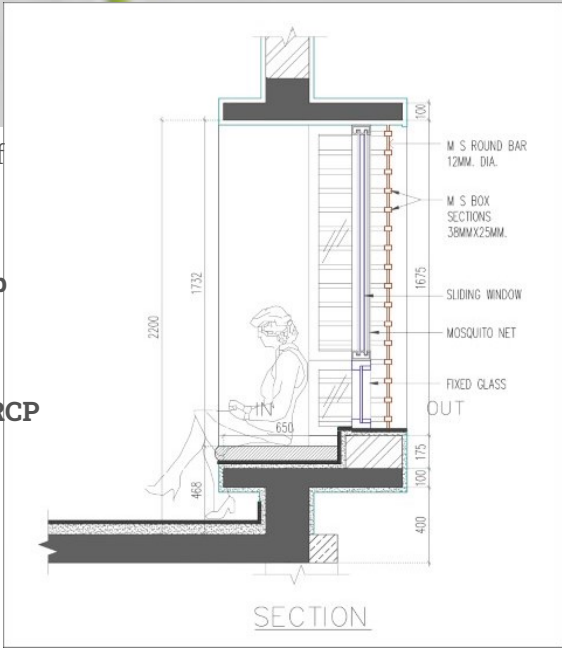 f
RCP
100
M S ROUND BAR
12MM. DIA.
M S BOX
SECTIONS
38MMX25MM.
1732
1675
2200
SLIDING WINDOW
MOSQUITO NET
FIXED GLASS
IN
OUT
650
175
468
100
400
SECTION